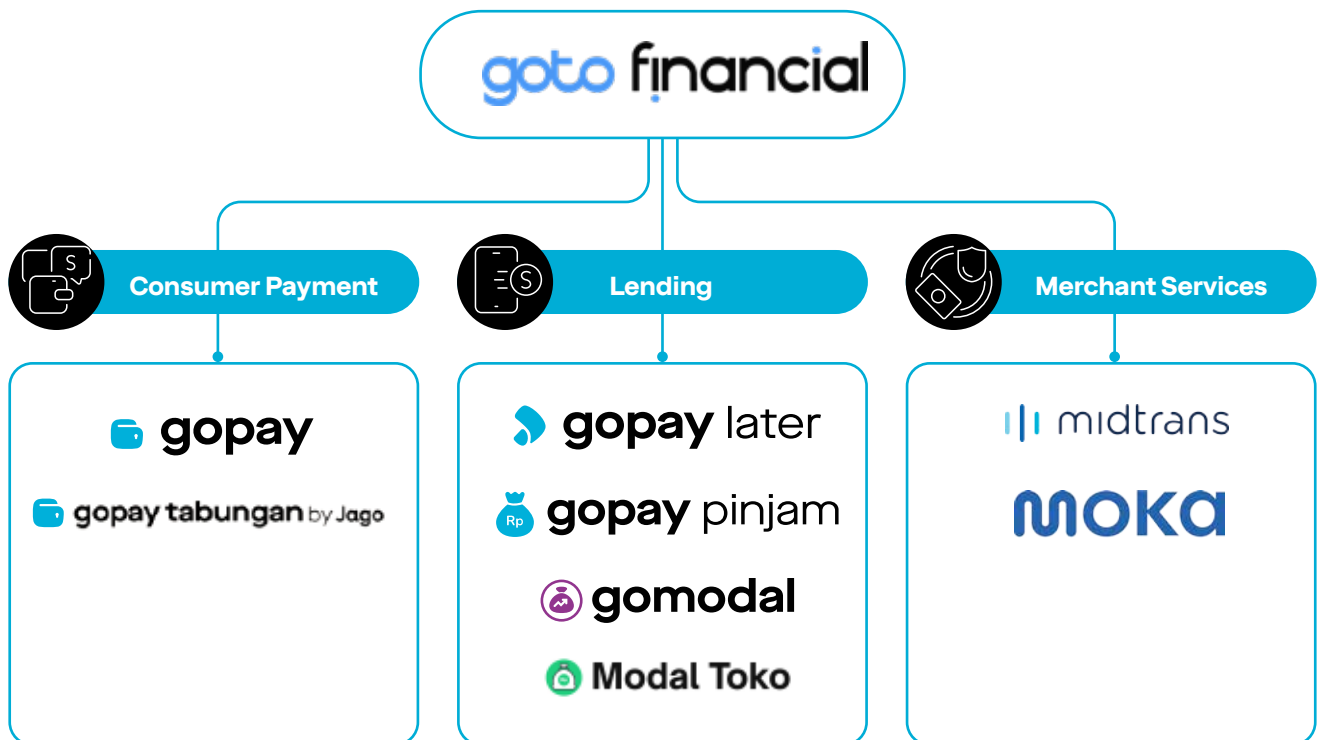 goto financial
Consumer Payment
gopay
gopay tabungan by Jago
Lending
gopay later
Rp gopay pinjam
gomodal
Modal Toko
Merchant Services
midtrans
MOKA